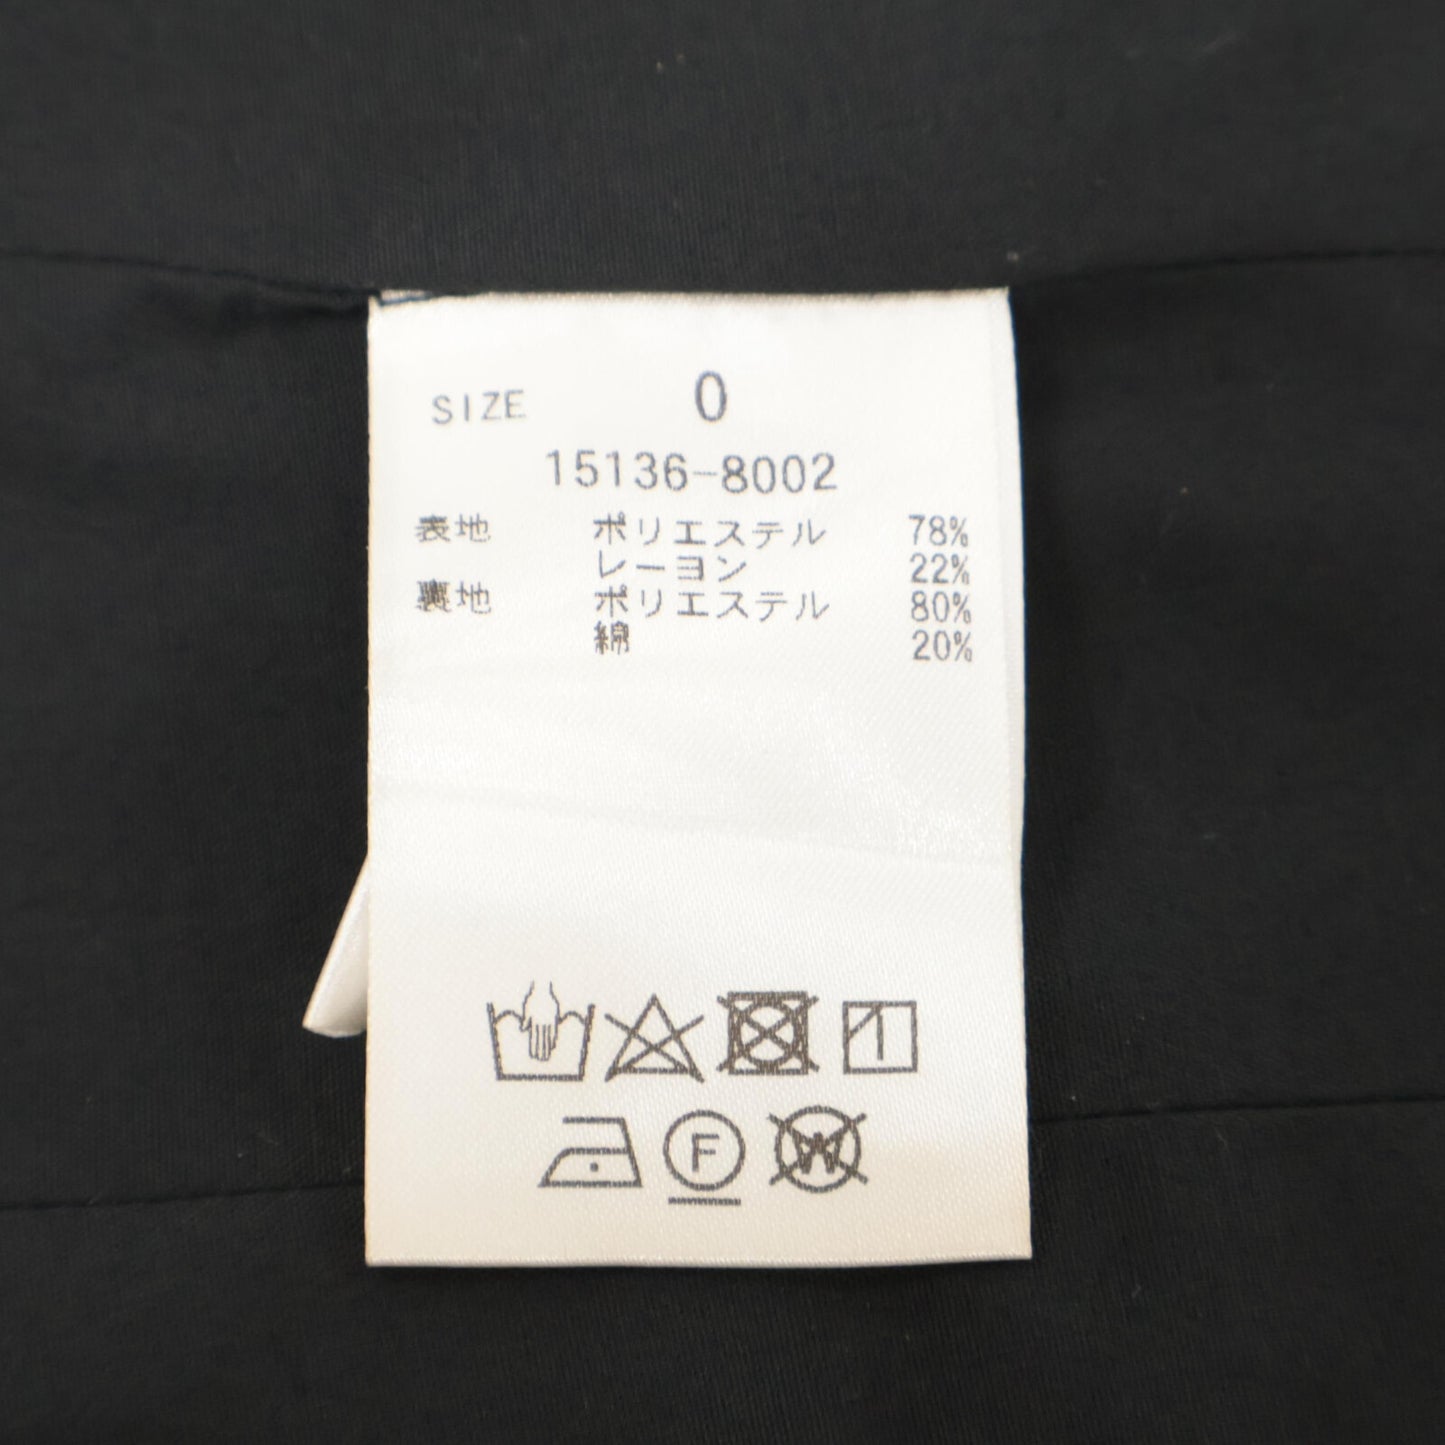 SIZE 0
15136-8002
表地 ポリエステル 78%
レーヨン 22%
裏地 ポリエステル 80%
綿 20%
F
W